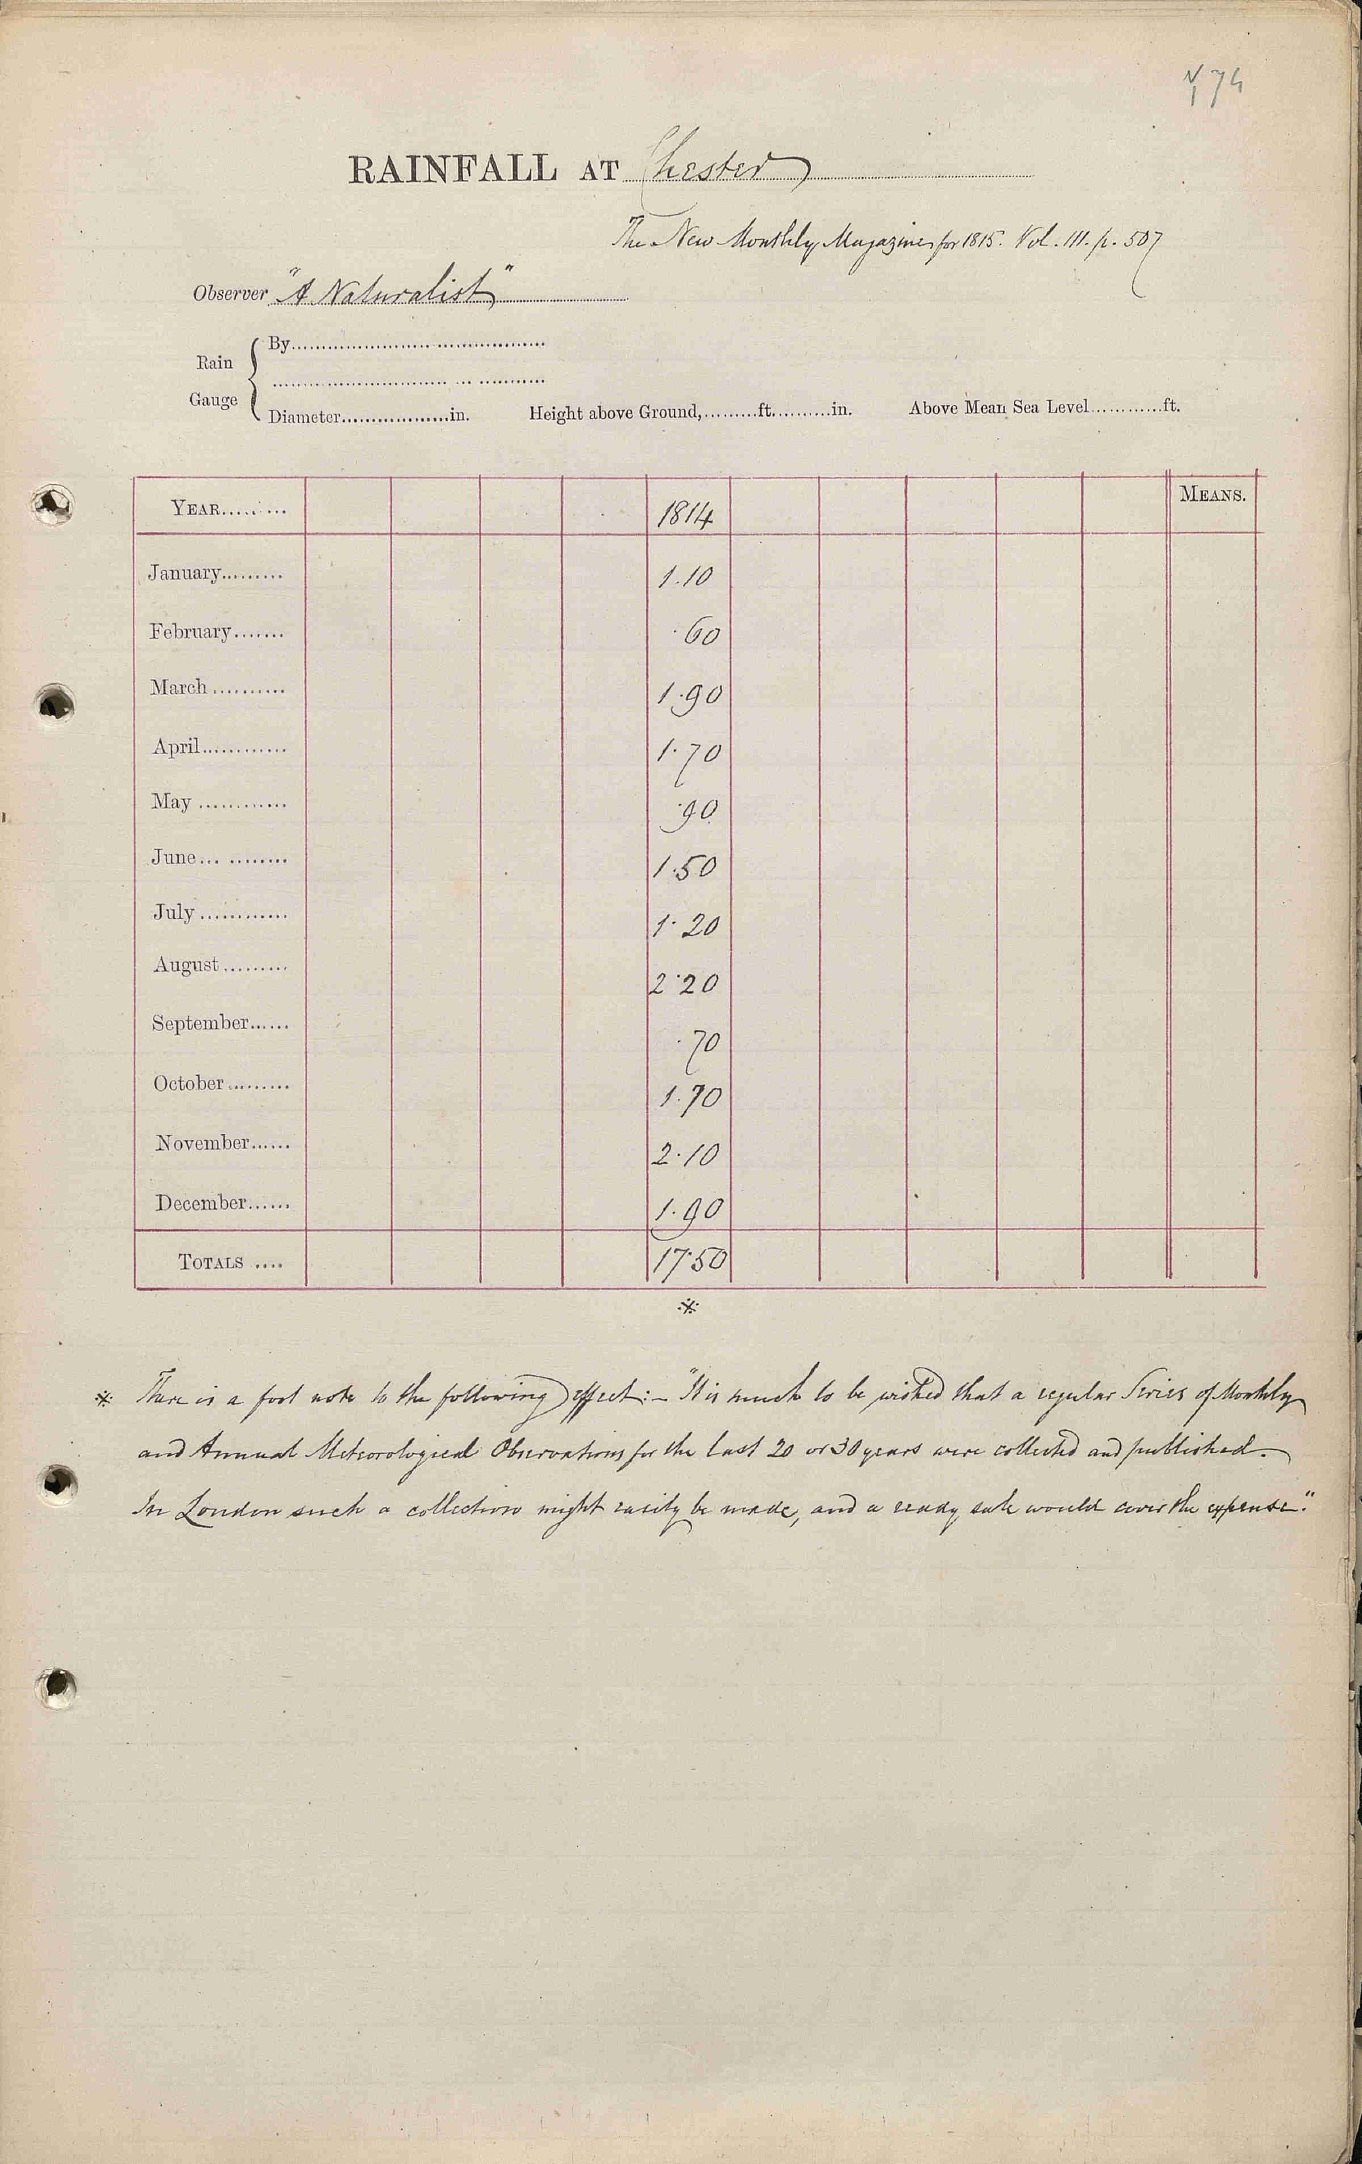 √ 74
RAINFALL AT Chester
The New Monthly Magazine for 1815. Vol. III. p. 507
Observer "A Naturalist"
Rain Gauge { By
Diameter in. Height above Ground, ft. in. Above Mean Sea Level ft.
YEAR 1814 MEANS.
January 1.10
February .60
March 1.90
April 1.70
May .90
June 1.50
July 1.20
August 2.20
September .70
October 1.70
November 2.10
December 1.90
TOTALS 17.50
※
※ There is a foot note to the following effect:– "It is much to be wished that a regular Series of Monthly
and Annual Meteorological Observations for the last 20 or 30 years were collected and published.
In London such a collection might easily be made, and a ready sale would cover the expense."